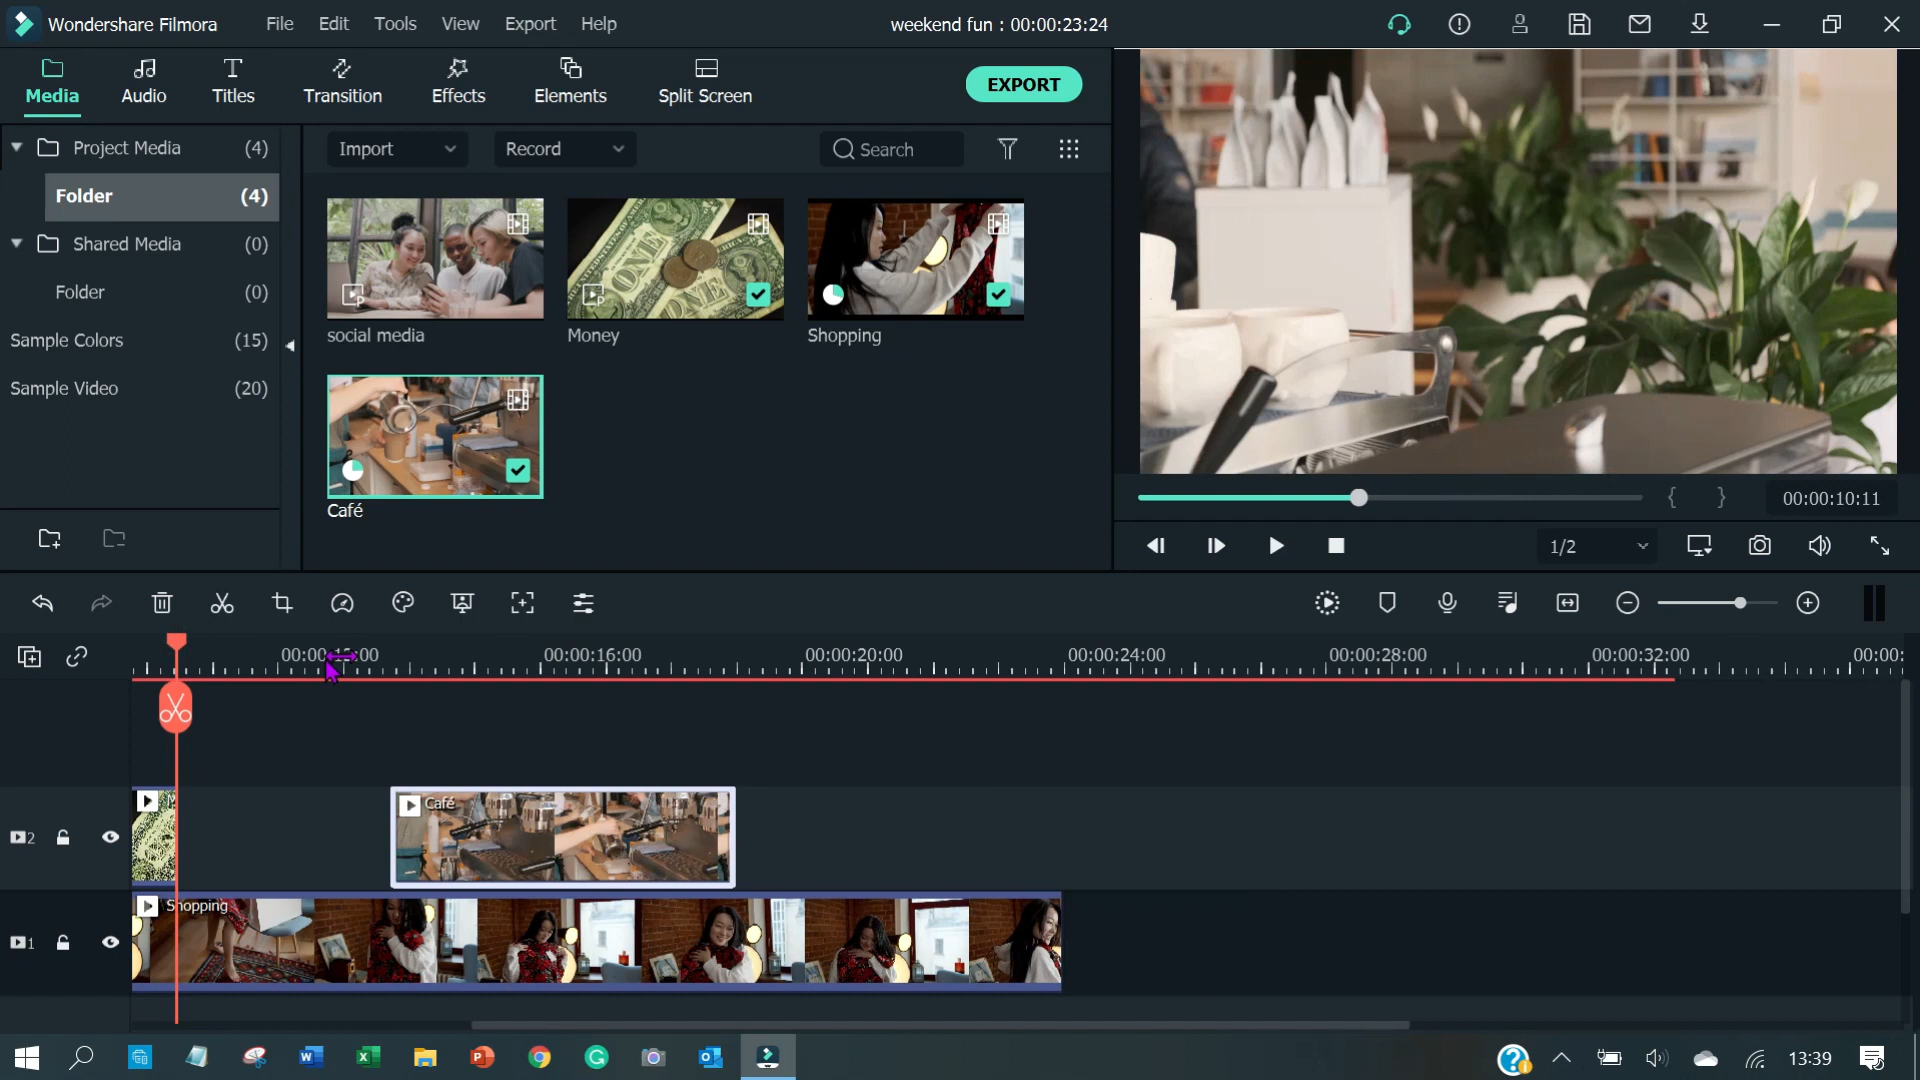 Wondershare Filmora File Edit Tools View Export Help weekend fun : 00:00:23:24
Media Audio Titles Transition Effects Elements Split Screen EXPORT
Project Media (4)
Folder (4)
Shared Media (0)
Folder (0)
Sample Colors (15)
Sample Video (20)
Import Record Search
social media Money Shopping
Café
00:00:10:11
1/2
00:00:16:00 00:00:20:00 00:00:24:00 00:00:28:00 00:00:32:00 00:00:
2
Café
1
Shopping
13:39